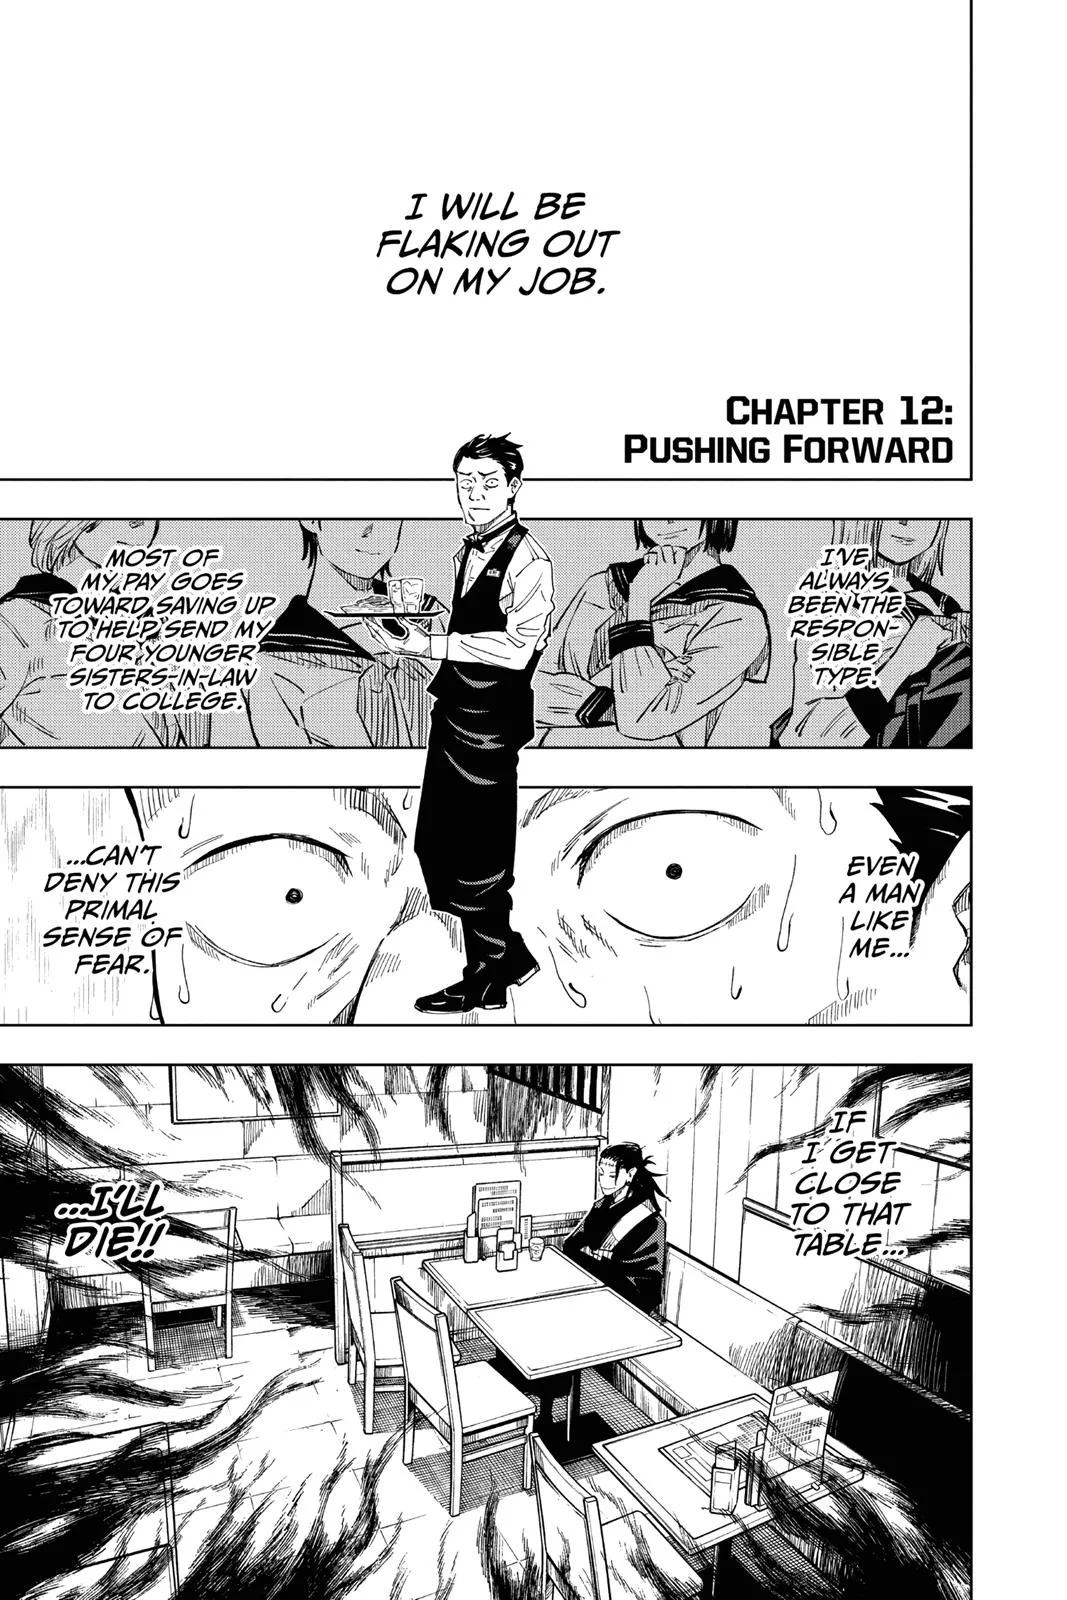 I WILL BE
FLAKING OUT
ON MY JOB.
CHAPTER 12:
PUSHING FORWARD
I'VE
ALWAYS
BEEN THE
RESPON-
SIBLE
TYPE.
MOST OF
MY PAY GOES
TOWARD SAVING UP
TO HELP SEND MY
FOUR YOUNGER
SISTERS-IN-LAW
TO COLLEGE.
EVEN
A MAN
LIKE
ME...
...CAN'T
DENY THIS
PRIMAL
SENSE OF
FEAR.
IF
I GET
CLOSE
TO THAT
TABLE...
...I'LL
DIE!!